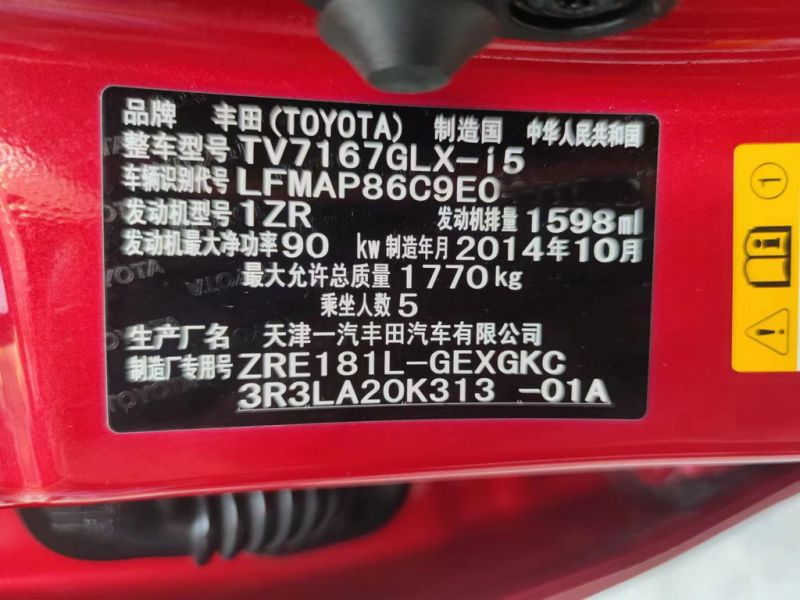 品牌 丰田(TOYOTA) 制造国 中华人民共和国
整车型号 TV7167GLX-i5
车辆识别代号 LFMAP86C9E0
发动机型号 1ZR 发动机排量 1598ml
发动机最大净功率 90 kw 制造年月 2014年10月
最大允许总质量 1770kg
乘坐人数 5
生产厂名 天津一汽丰田汽车有限公司
制造厂专用号 ZRE181L-GEXGKC
3R3LA20K313 -01A
1